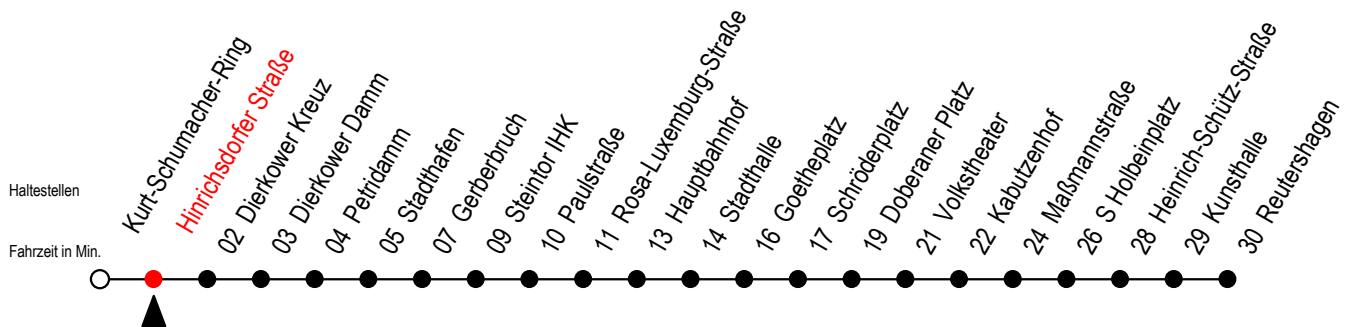 Haltestellen
Fahrzeit in Min.
Kurt-Schumacher-Ring
Hinrichsdorfer Straße
02 Dierkower Kreuz
03 Dierkower Damm
04 Petridamm
05 Stadthafen
07 Gerberbruch
09 Steintor IHK
10 Paulstraße
11 Rosa-Luxemburg-Straße
13 Hauptbahnhof
14 Stadthalle
16 Goetheplatz
17 Schröderplatz
19 Doberaner Platz
21 Volkstheater
22 Kabutzenhof
24 Maßmannstraße
26 S Holbeinplatz
28 Heinrich-Schütz-Straße
29 Kunsthalle
30 Reutershagen